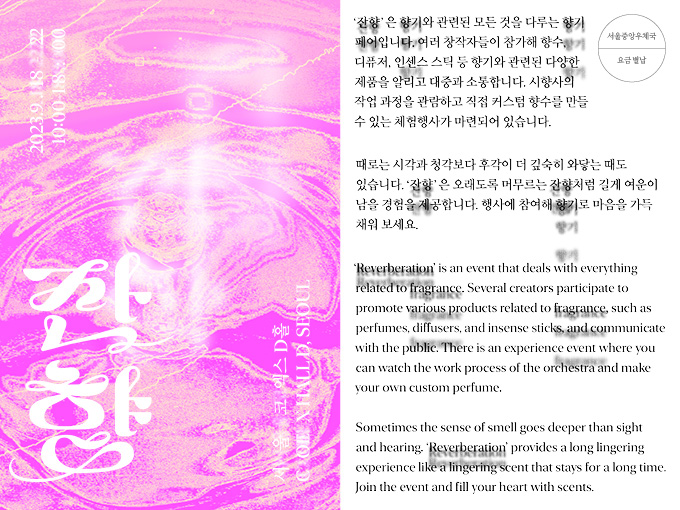 2023.9.18
잔향
서울 코엑스 D홀
COEX HALL D, SEOUL
‘잔향’은 향기와 관련된 모든 것을 다루는 향기
페어입니다. 여러 창작자들이 참가해 향수,
디퓨저, 인센스 스틱 등 향기와 관련된 다양한
제품을 알리고 대중과 소통합니다. 시향사의
작업 과정을 관람하고 직접 커스텀 향수를 만들
수 있는 체험행사가 마련되어 있습니다.
때로는 시각과 청각보다 후각이 더 깊숙히 와닿는 때도
있습니다. ‘잔향’은 오래도록 머무르는 잔향처럼 길게 여운이
남을 경험을 제공합니다. 행사에 참여해 향기로 마음을 가득
채워 보세요.
‘Reverberation’ is an event that deals with everything
related to fragrance. Several creators participate to
promote various products related to fragrance, such as
perfumes, diffusers, and insense sticks, and communicate
with the public. There is an experience event where you
can watch the work process of the orchestra and make
your own custom perfume.
Sometimes the sense of smell goes deeper than sight
and hearing. ‘Reverberation’ provides a long lingering
experience like a lingering scent that stays for a long time.
Join the event and fill your heart with scents.
서울중앙우체국
요금별납